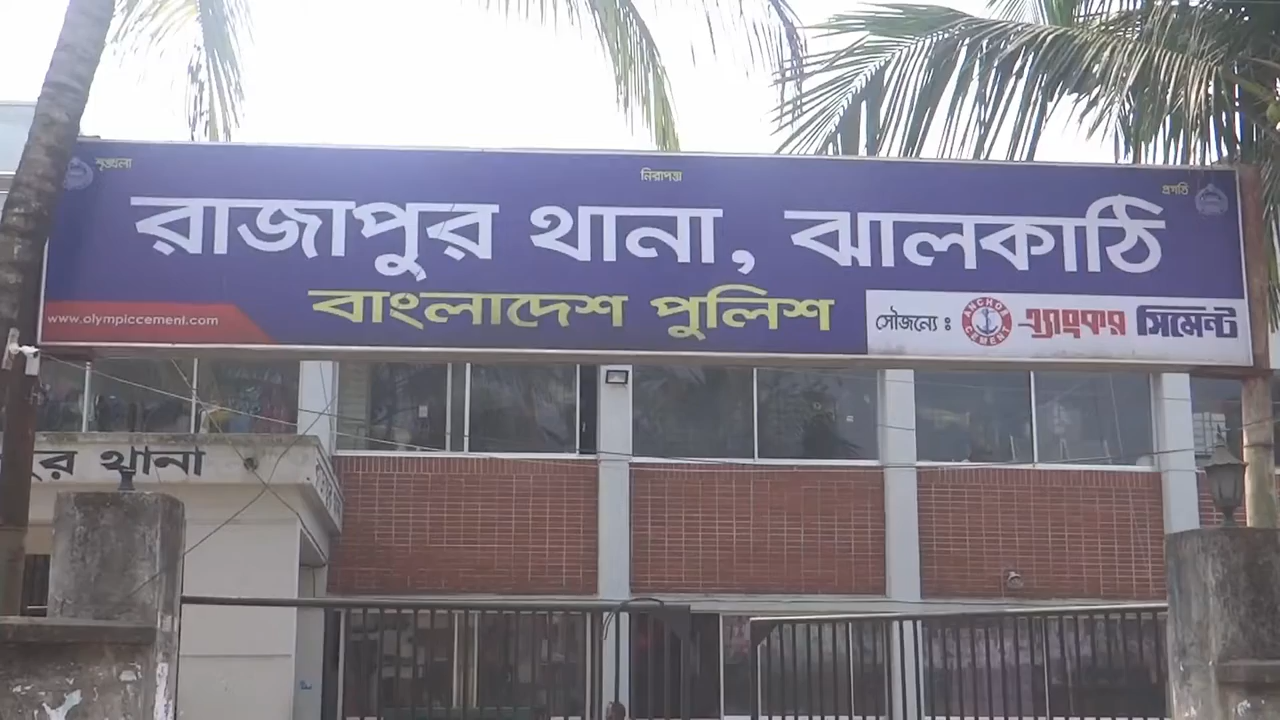 শৃঙ্খলা নিরাপত্তা প্রগতি
রাজাপুর থানা, ঝালকাঠি
বাংলাদেশ পুলিশ
www.olympiccement.com
সৌজন্যে ঃ ANCHOR CEMENT এ্যাংকর সিমেন্ট
থানা